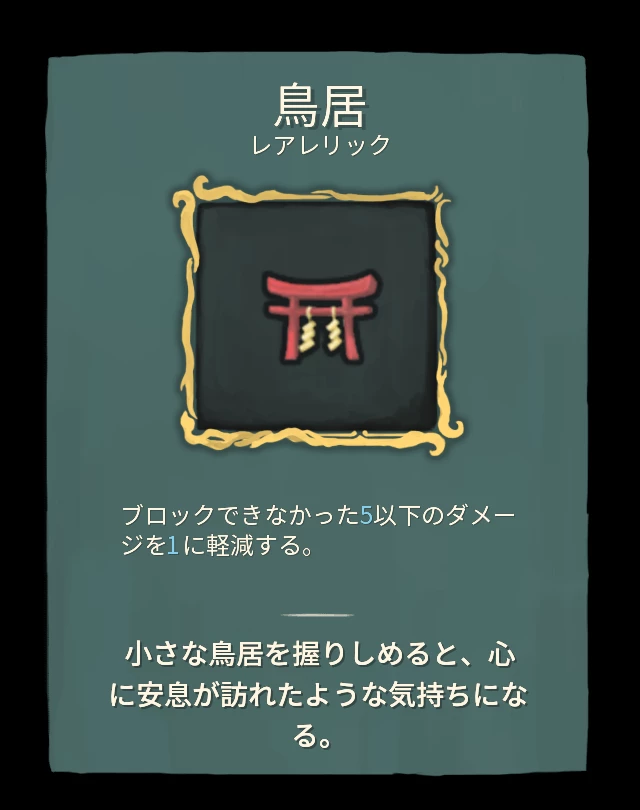 鳥居
レアレリック
ブロックできなかった5以下のダメー
ジを1に軽減する。
小さな鳥居を握りしめると、心
に安息が訪れたような気持ちにな
る。